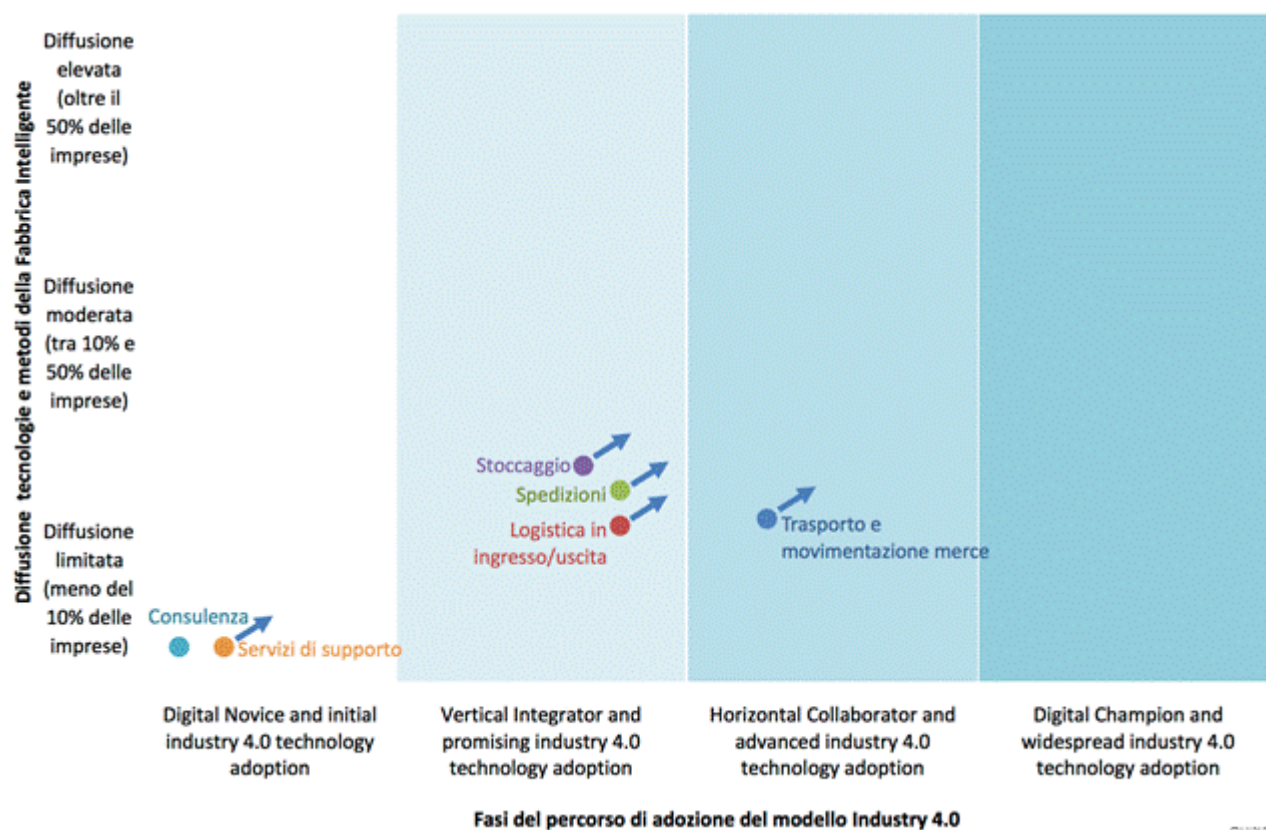 Diffusione tecnologie e metodi della Fabbrica Intelligente
Diffusione
elevata
(oltre il
50% delle
imprese)
Diffusione
moderata
(tra 10% e
50% delle
imprese)
Diffusione
limitata
(meno del
10% delle
imprese)
Stoccaggio
Spedizioni
Logistica in
ingresso/uscita
Trasporto e
movimentazione merce
Consulenza
Servizi di supporto
Digital Novice and initial
industry 4.0 technology
adoption
Vertical Integrator and
promising industry 4.0
technology adoption
Horizontal Collaborator and
advanced industry 4.0
technology adoption
Digital Champion and
widespread industry 4.0
technology adoption
Fasi del percorso di adozione del modello Industry 4.0